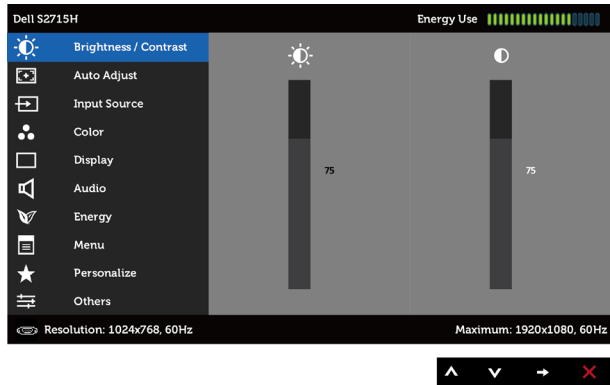 Dell S2715H
Energy Use
Brightness / Contrast
Auto Adjust
Input Source
Color
Display
Audio
Energy
Menu
Personalize
Others
75
75
Resolution: 1024x768, 60Hz
Maximum: 1920x1080, 60Hz